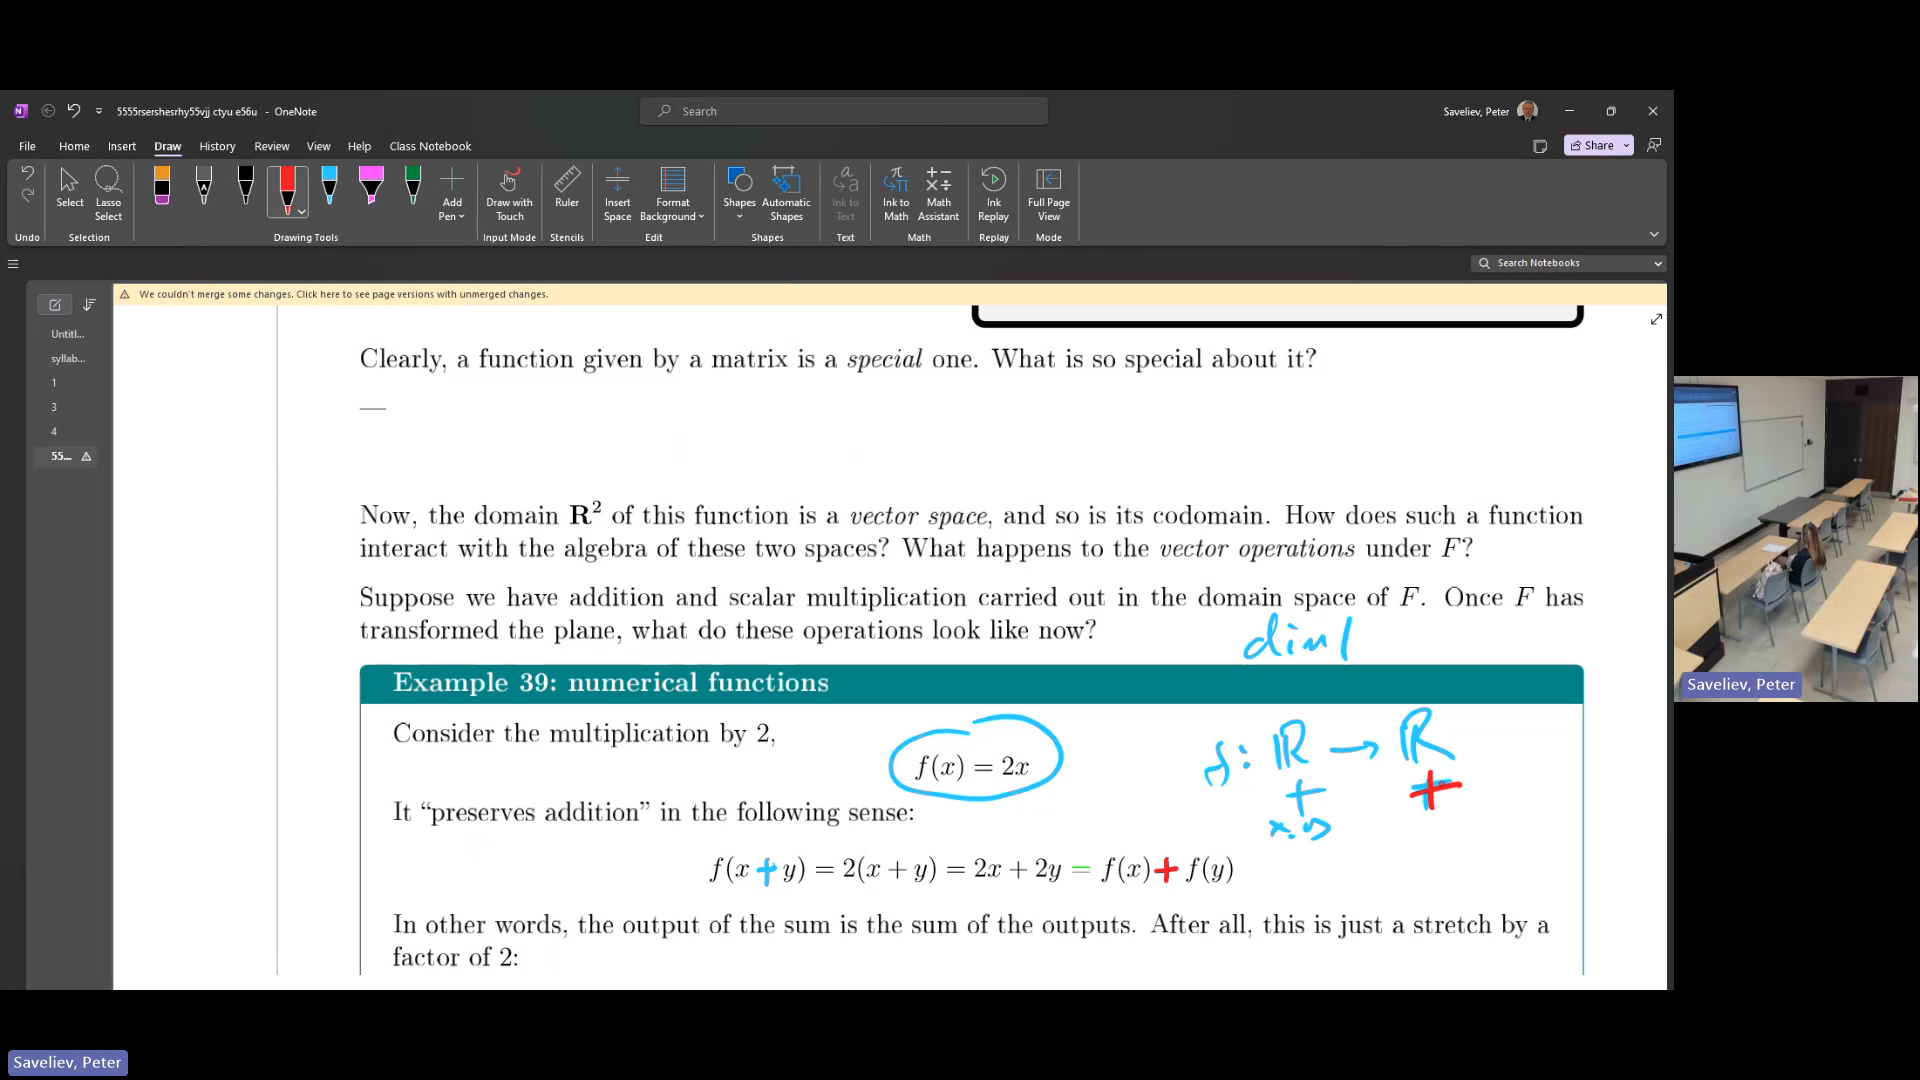 5555rsershesrhy55vjj ctyu e56u - OneNote
Search
Saveliev, Peter
File Home Insert Draw History Review View Help Class Notebook
Share
Undo
Select
Lasso Select
Selection
Drawing Tools
Add Pen
Draw with Touch
Input Mode
Ruler
Stencils
Insert Space
Format Background
Edit
Shapes
Automatic Shapes
Shapes
Ink to Text
Text
Ink to Math
Math Assistant
Math
Ink Replay
Replay
Full Page View
Mode
Search Notebooks
We couldn't merge some changes. Click here to see page versions with unmerged changes.
Untitl...
syllab...
1
3
4
55...
Clearly, a function given by a matrix is a special one. What is so special about it?
—
Now, the domain R² of this function is a vector space, and so is its codomain. How does such a function
interact with the algebra of these two spaces? What happens to the vector operations under F?
Suppose we have addition and scalar multiplication carried out in the domain space of F. Once F has
transformed the plane, what do these operations look like now?
dim 1
Example 39: numerical functions
Consider the multiplication by 2,
f(x) = 2x
f: ℝ → ℝ
+ +
x, y
It “preserves addition” in the following sense:
f(x + y) = 2(x + y) = 2x + 2y = f(x) + f(y)
In other words, the output of the sum is the sum of the outputs. After all, this is just a stretch by a
factor of 2:
Saveliev, Peter
Saveliev, Peter